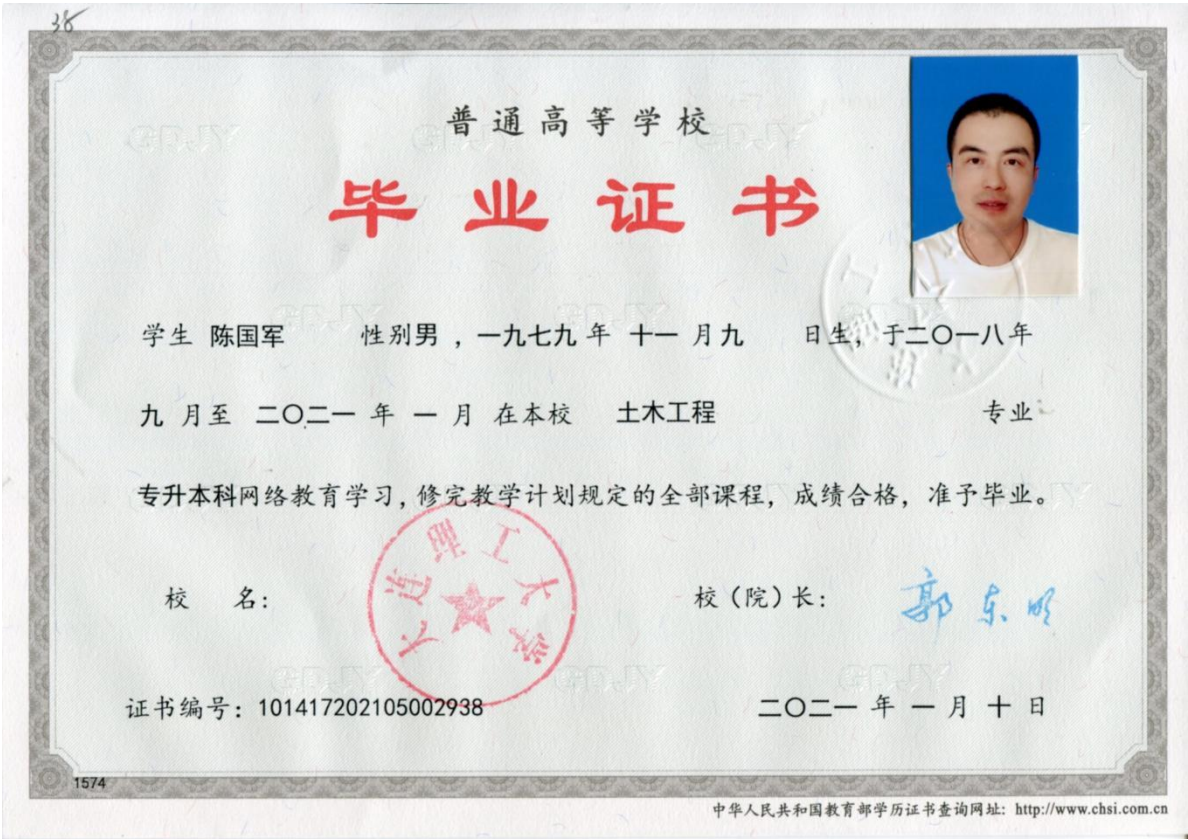 38
普通高等学校
毕业证书
学生 陈国军 性别男，一九七九年 十一 月九 日生，于二〇一八年
九 月至 二〇二一 年 一 月 在本校 土木工程 专业
专升本科网络教育学习，修完教学计划规定的全部课程，成绩合格，准予毕业。
大连理工大学
校 名： 校（院）长： 郭东明
证书编号：101417202105002938 二〇二一 年 一 月 十 日
1574
中华人民共和国教育部学历证书查询网址：http://www.chsi.com.cn